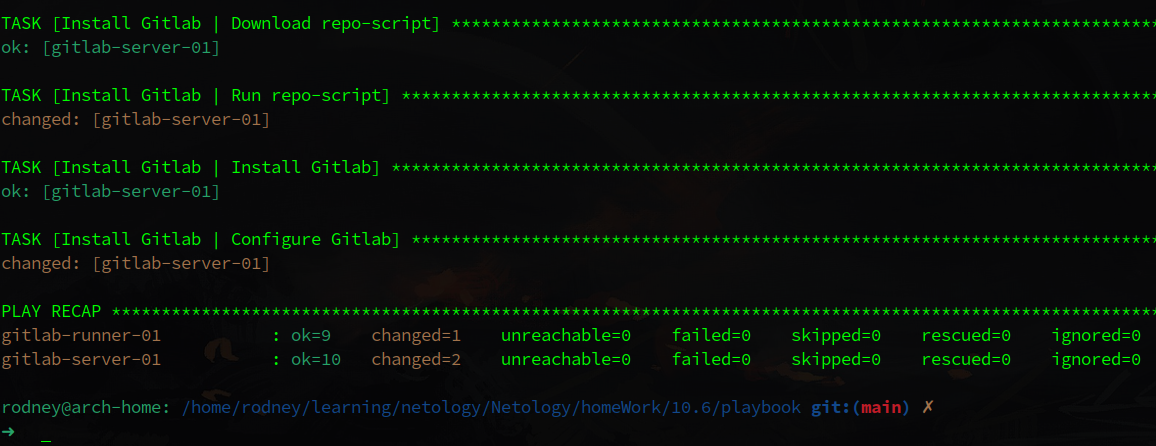 TASK [Install Gitlab | Download repo-script] *************************************************************************
ok: [gitlab-server-01]
TASK [Install Gitlab | Run repo-script] ******************************************************************************
changed: [gitlab-server-01]
TASK [Install Gitlab | Install Gitlab] *******************************************************************************
ok: [gitlab-server-01]
TASK [Install Gitlab | Configure Gitlab] *****************************************************************************
changed: [gitlab-server-01]
PLAY RECAP ***********************************************************************************************************
gitlab-runner-01 : ok=9 changed=1 unreachable=0 failed=0 skipped=0 rescued=0 ignored=0
gitlab-server-01 : ok=10 changed=2 unreachable=0 failed=0 skipped=0 rescued=0 ignored=0
rodney@arch-home: /home/rodney/learning/netology/Netology/homeWork/10.6/playbook git:(main) ✗
➜ _